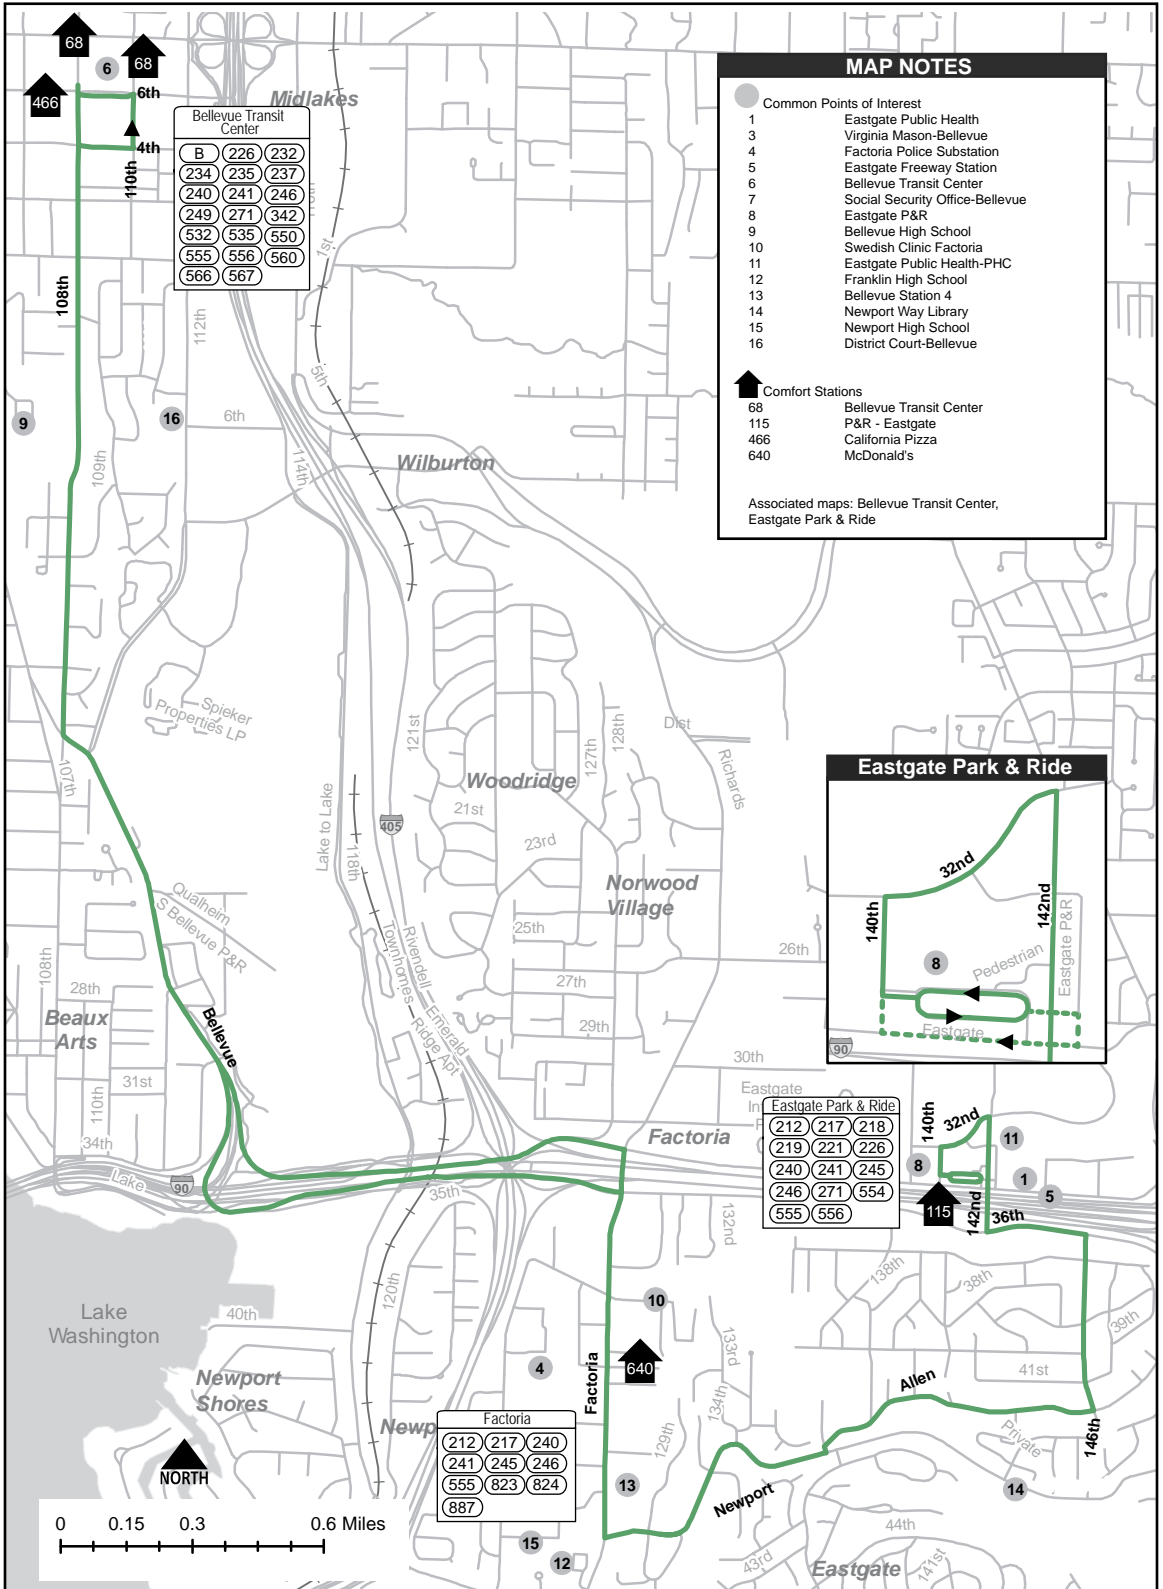 68
68
6
466
6th
4th
110th
Midlakes
Bellevue Transit
Center
B 226 232
234 235 237
240 241 246
249 271 342
532 535 550
555 556 560
566 567
MAP NOTES
Common Points of Interest
1 Eastgate Public Health
3 Virginia Mason-Bellevue
4 Factoria Police Substation
5 Eastgate Freeway Station
6 Bellevue Transit Center
7 Social Security Office-Bellevue
8 Eastgate P&R
9 Bellevue High School
10 Swedish Clinic Factoria
11 Eastgate Public Health-PHC
12 Franklin High School
13 Bellevue Station 4
14 Newport Way Library
15 Newport High School
16 District Court-Bellevue
Comfort Stations
68 Bellevue Transit Center
115 P&R - Eastgate
466 California Pizza
640 McDonald's
Associated maps: Bellevue Transit Center,
Eastgate Park & Ride
108th
1st
112th
5th
9
16
6th
109th
114th
Wilburton
Spieker
Properties LP
107th
121st
127th
128th
Dist
Richards
Woodridge
21st
405
Lake to Lake
118th
23rd
Norwood
Village
Qualheim
S Bellevue P&R
Rivendell
Townhomes
Emerald
Ridge Apt
25th
26th
27th
29th
30th
108th
28th
Beaux
Arts
Bellevue
31st
110th
34th
Lake
90
35th
Eastgate Park & Ride
32nd
140th
142nd
8
Pedestrian
Eastgate P&R
Eastgate
90
Eastgate
Factoria
Eastgate Park & Ride
212 217 218
219 221 226
240 241 245
246 271 554
555 556
140th
32nd
11
8
1
5
115
142nd
36th
132nd
138th
38th
39th
120th
10
133rd
41st
Lake
Washington
40th
Newport
Shores
4
Factoria
640
134th
Allen
146th
Private
Newp
Factoria
212 217 240
241 245 246
555 823 824
887
129th
13
Newport
14
NORTH
0 0.15 0.3 0.6 Miles
15
12
43rd
44th
141st
Eastgate